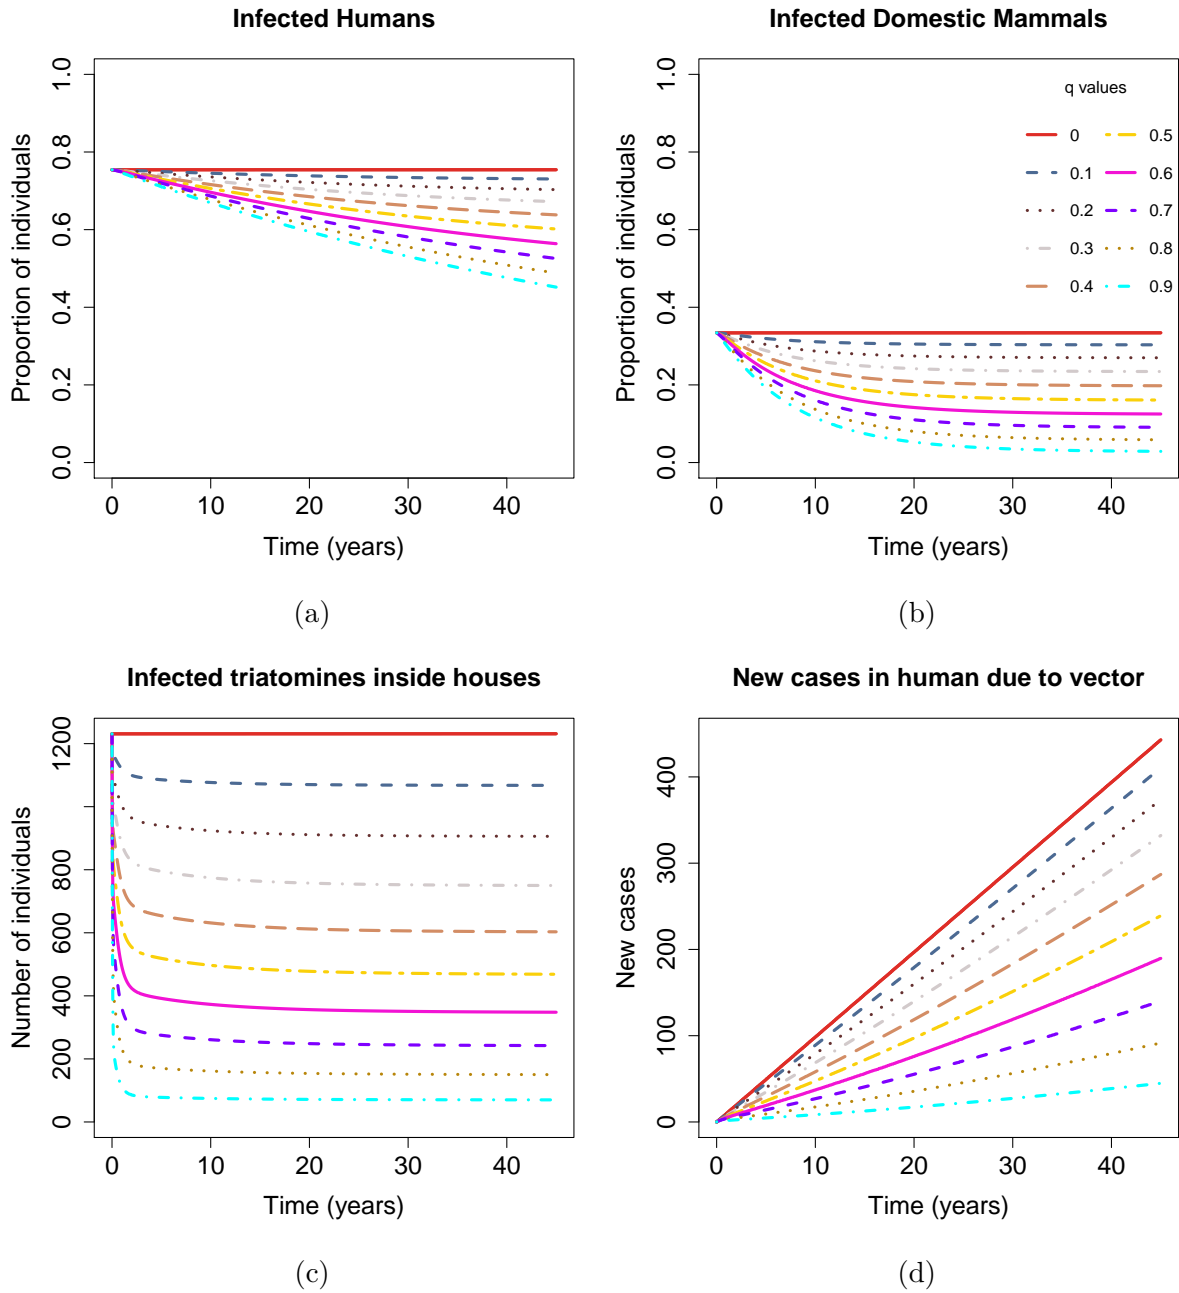 Infected Humans
Proportion of individuals
0.0 0.2 0.4 0.6 0.8 1.0
0 10 20 30 40
Time (years)
(a)
Infected Domestic Mammals
Proportion of individuals
0.0 0.2 0.4 0.6 0.8 1.0
q values
0 0.5
0.1 0.6
0.2 0.7
0.3 0.8
0.4 0.9
0 10 20 30 40
Time (years)
(b)
Infected triatomines inside houses
Number of individuals
0 200 400 600 800 1200
0 10 20 30 40
Time (years)
(c)
New cases in human due to vector
New cases
0 100 200 300 400
0 10 20 30 40
Time (years)
(d)